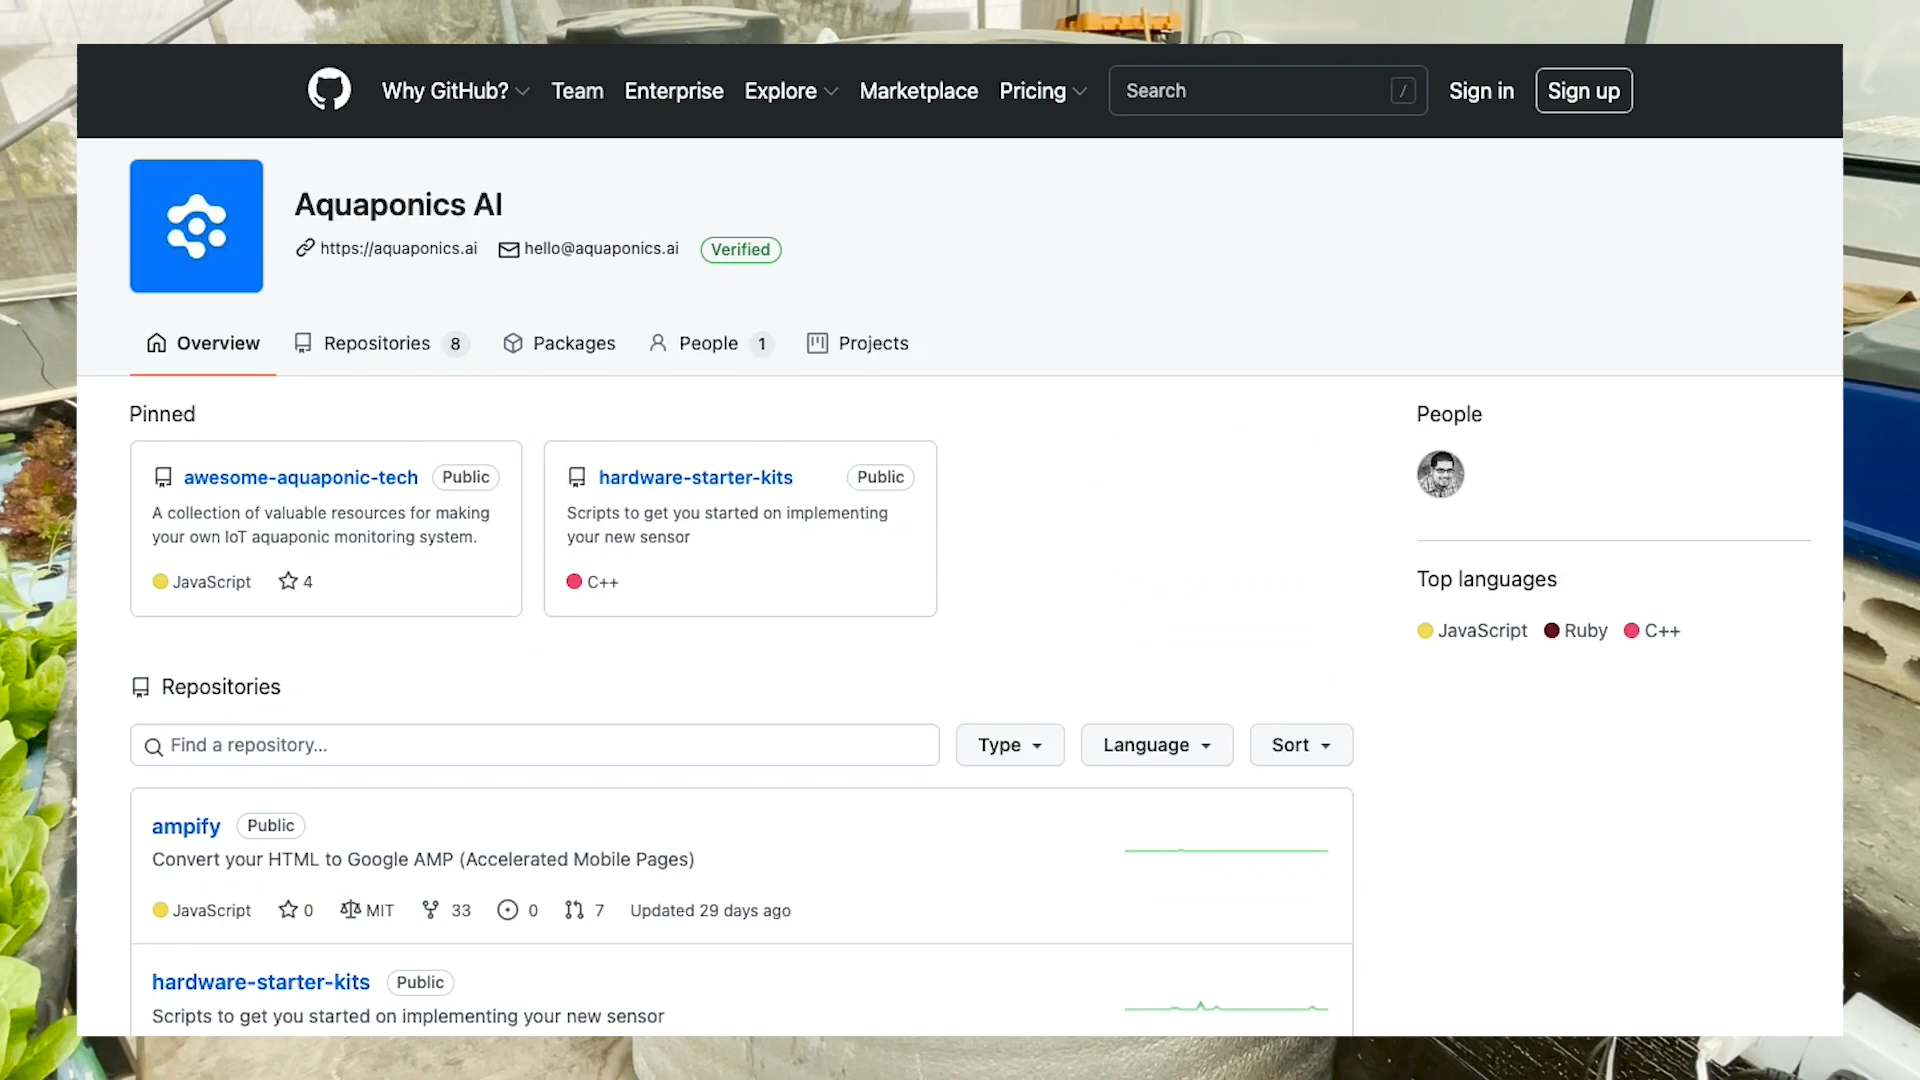 Why GitHub? Team Enterprise Explore Marketplace Pricing Search / Sign in Sign up
Aquaponics AI
https://aquaponics.ai hello@aquaponics.ai Verified
Overview Repositories 8 Packages People 1 Projects
Pinned
awesome-aquaponic-tech Public
A collection of valuable resources for making
your own IoT aquaponic monitoring system.
JavaScript 4
hardware-starter-kits Public
Scripts to get you started on implementing
your new sensor
C++
People
Top languages
JavaScript Ruby C++
Repositories
Find a repository...
Type Language Sort
ampify Public
Convert your HTML to Google AMP (Accelerated Mobile Pages)
JavaScript 0 MIT 33 0 7 Updated 29 days ago
hardware-starter-kits Public
Scripts to get you started on implementing your new sensor